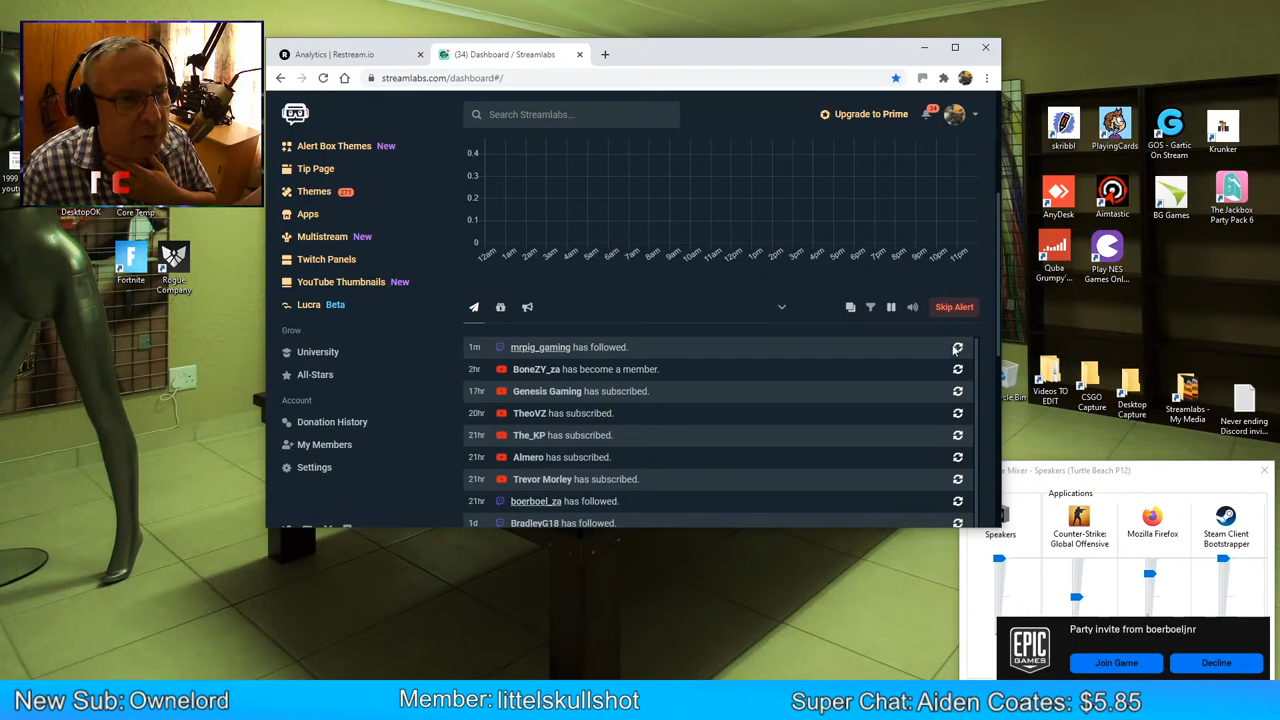 Analytics | Restream.io
(34) Dashboard / Streamlabs
streamlabs.com/dashboard#/
Search Streamlabs...
Upgrade to Prime
34
Alert Box Themes New
Tip Page
Themes 271
Apps
Multistream New
Twitch Panels
YouTube Thumbnails New
Lucra Beta
Grow
University
All-Stars
Account
Donation History
My Members
Settings
0.4
0.3
0.2
0.1
0
12am 1am 2am 3am 4am 5am 6am 7am 8am 9am 10am 11am 12pm 1pm 2pm 3pm 4pm 5pm 6pm 7pm 8pm 9pm 10pm 11pm
Skip Alert
1m mrpig_gaming has followed.
2hr BoneZY_za has become a member.
17hr Genesis Gaming has subscribed.
20hr TheoVZ has subscribed.
21hr The_KP has subscribed.
21hr Almero has subscribed.
21hr Trevor Morley has subscribed.
21hr boerboel_za has followed.
1d BradleyG18 has followed.
1999
DesktopOK
Core Temp
Fortnite
Rogue Company
skribbl
PlayingCards
GOS - Gartic On Stream
Krunker
AnyDesk
Aimtastic
BG Games
The Jackbox Party Pack 6
Quba Grumpy'...
Play NES Games Onl...
Videos TO EDIT
CSGO Capture
Desktop Capture
Streamlabs - My Media
Never ending Discord invi...
Mixer - Speakers (Turtle Beach P12)
Applications
Speakers
Counter-Strike: Global Offensive
Mozilla Firefox
Steam Client Bootstrapper
EPIC GAMES
Party invite from boerboeljnr
Join Game
Decline
New Sub: Ownelord
Member: littelskullshot
Super Chat: Aiden Coates: $5.85